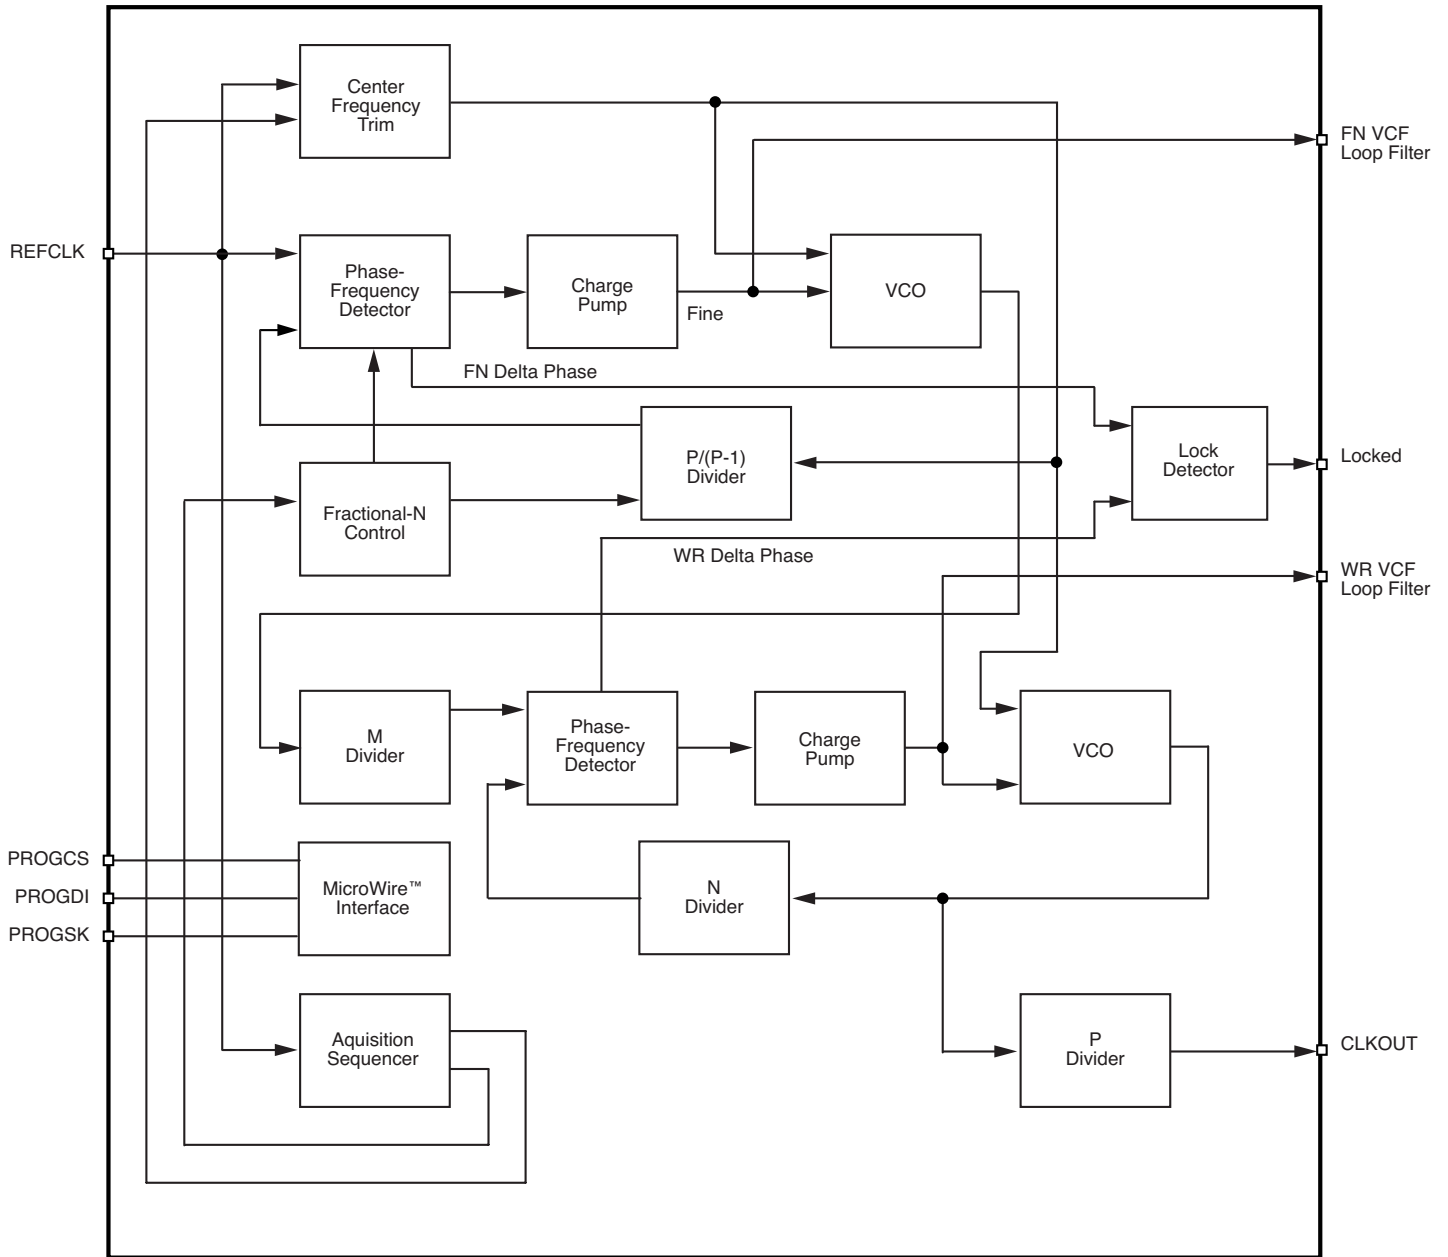 Center
Frequency
Trim
FN VCF
Loop Filter
REFCLK
Phase-
Frequency
Detector
Charge
Pump
Fine
VCO
FN Delta Phase
P/(P-1)
Divider
Lock
Detector
Locked
Fractional-N
Control
WR Delta Phase
WR VCF
Loop Filter
M
Divider
Phase-
Frequency
Detector
Charge
Pump
VCO
PROGCS
PROGDI
PROGSK
MicroWire™
Interface
N
Divider
Aquisition
Sequencer
P
Divider
CLKOUT